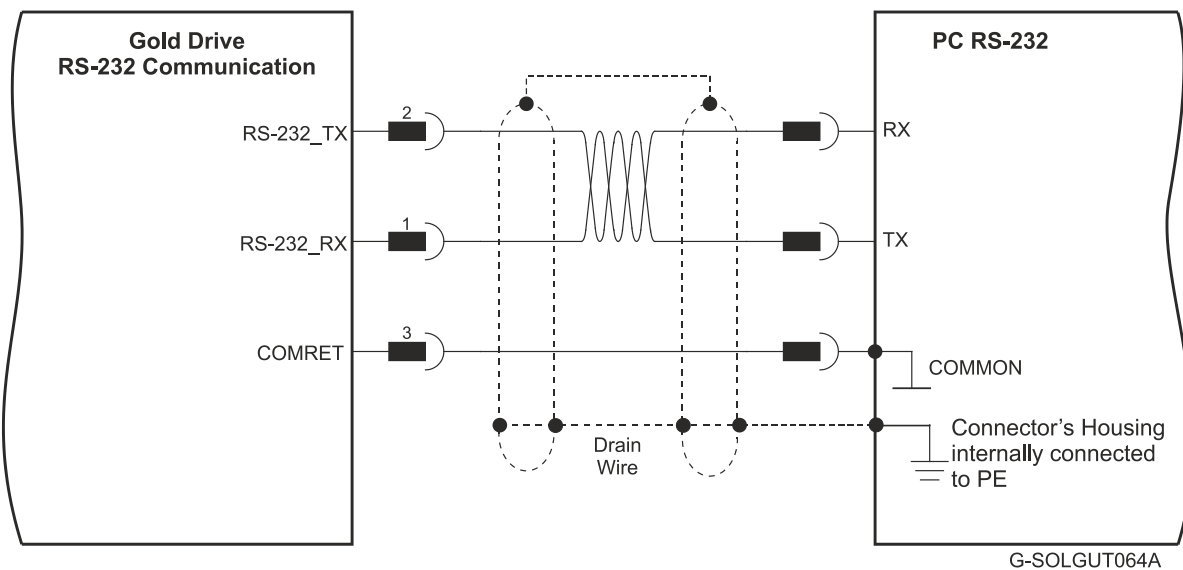 Gold Drive
RS-232 Communication
PC RS-232
2
RS-232_TX
RX
1
RS-232_RX
TX
3
COMRET
COMMON
Drain
Wire
Connector's Housing
internally connected
to PE
G-SOLGUT064A